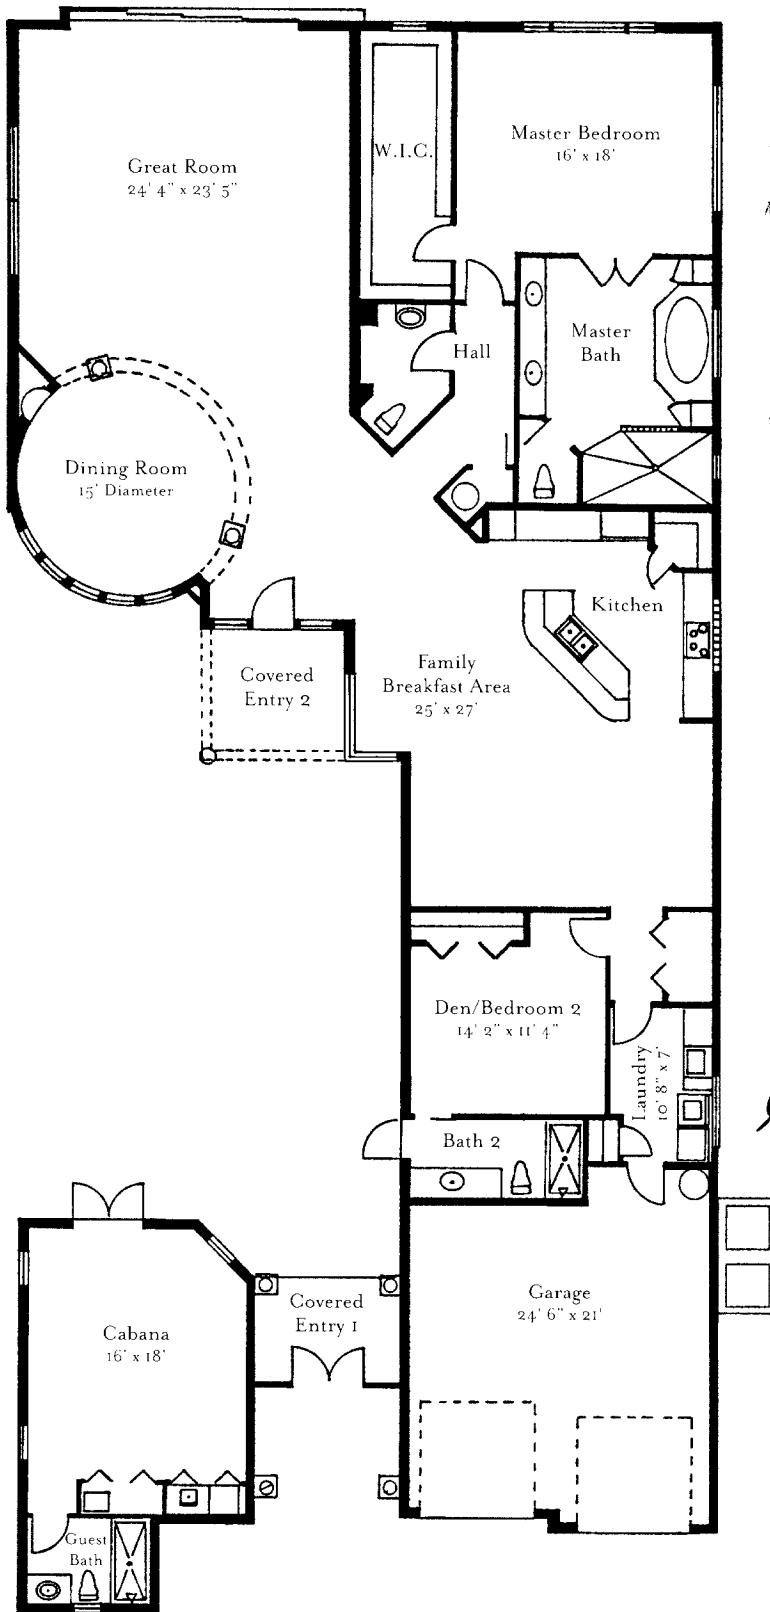 Great Room
24' 4" x 23' 5"
W.I.C.
Master Bedroom
16' x 18'
Master
Bath
Hall
Dining Room
15' Diameter
Kitchen
Covered
Entry 2
Family
Breakfast Area
25' x 27'
Den/Bedroom 2
14' 2" x 11' 4"
Laundry
10' 8" x 7'
Bath 2
Covered
Entry 1
Garage
24' 6" x 21'
Cabana
16' x 18'
Guest
Bath